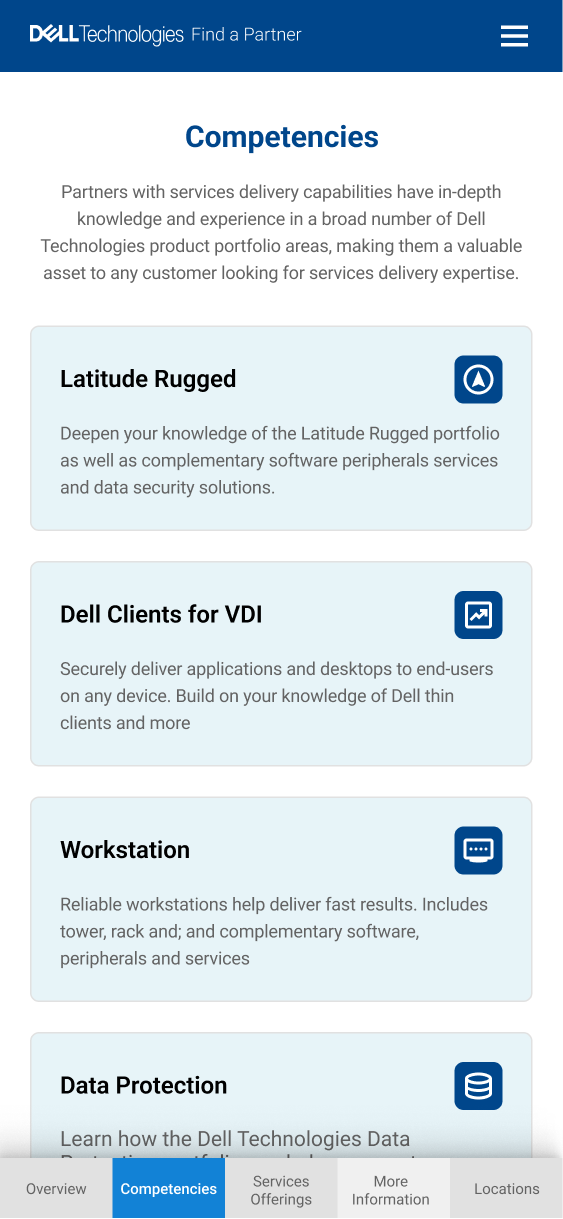 DELLTechnologies Find a Partner
Competencies
Partners with services delivery capabilities have in-depth
knowledge and experience in a broad number of Dell
Technologies product portfolio areas, making them a valuable
asset to any customer looking for services delivery expertise.
Latitude Rugged
Deepen your knowledge of the Latitude Rugged portfolio
as well as complementary software peripherals services
and data security solutions.
Dell Clients for VDI
Securely deliver applications and desktops to end-users
on any device. Build on your knowledge of Dell thin
clients and more
Workstation
Reliable workstations help deliver fast results. Includes
tower, rack and; and complementary software,
peripherals and services
Data Protection
Learn how the Dell Technologies Data
Overview
Competencies
Services
Offerings
More
Information
Locations